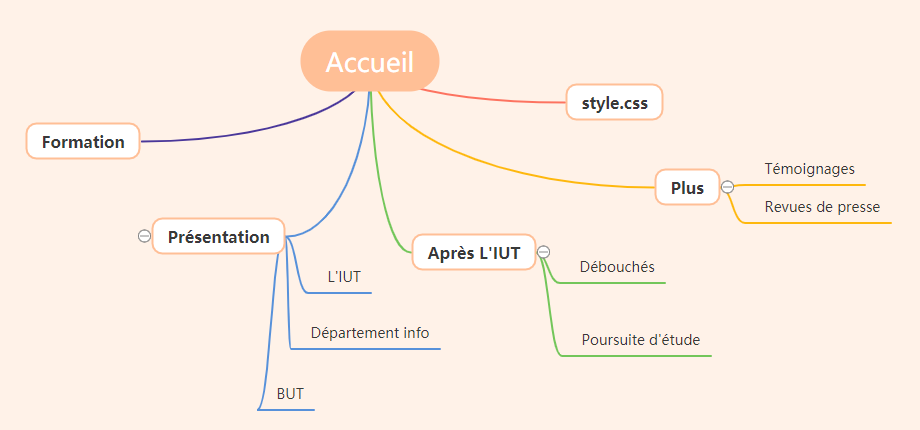 Accueil
style.css
Formation
Plus
Témoignages
Revues de presse
Présentation
L'IUT
Département info
BUT
Après L'IUT
Débouchés
Poursuite d'étude